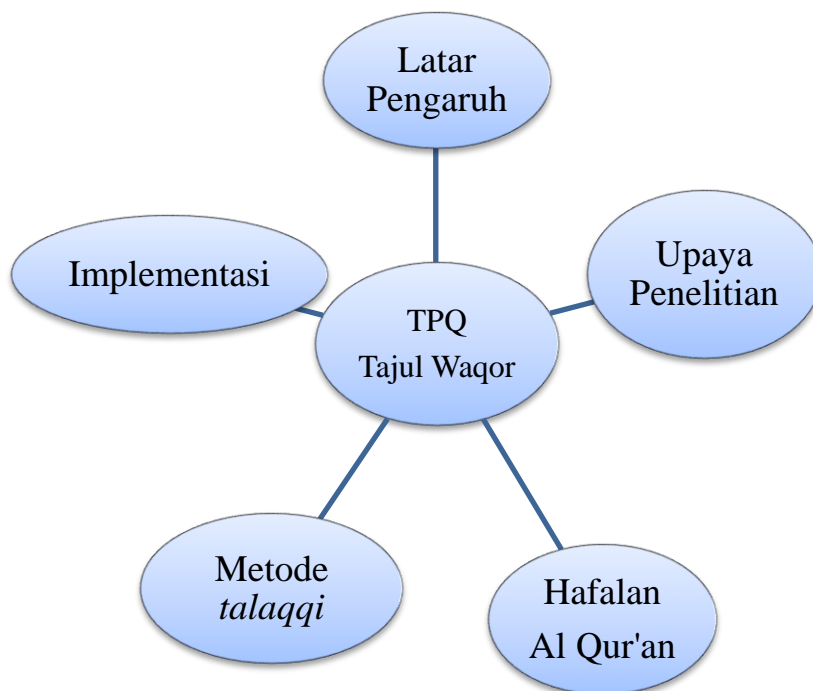 Latar
Pengaruh
Implementasi
Upaya
Penelitian
TPQ
Tajul Waqor
Metode
talaqqi
Hafalan
Al Qur'an